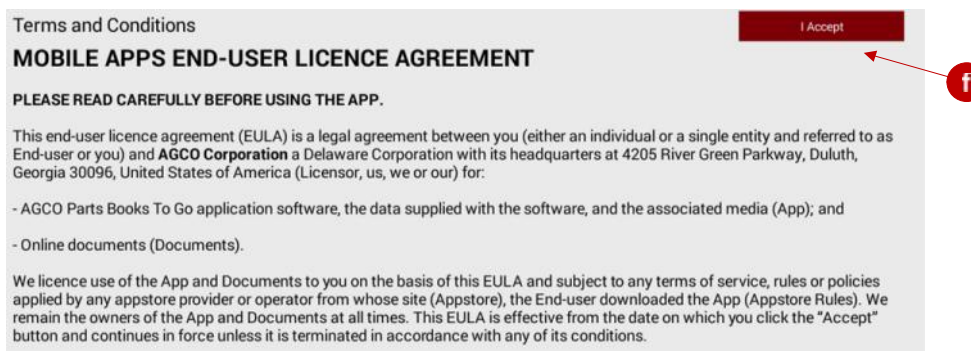 Terms and Conditions
I Accept
MOBILE APPS END-USER LICENCE AGREEMENT
f
PLEASE READ CAREFULLY BEFORE USING THE APP.
This end-user licence agreement (EULA) is a legal agreement between you (either an individual or a single entity and referred to as
End-user or you) and AGCO Corporation a Delaware Corporation with its headquarters at 4205 River Green Parkway, Duluth,
Georgia 30096, United States of America (Licensor, us, we or our) for:
- AGCO Parts Books To Go application software, the data supplied with the software, and the associated media (App); and
- Online documents (Documents).
We licence use of the App and Documents to you on the basis of this EULA and subject to any terms of service, rules or policies
applied by any appstore provider or operator from whose site (Appstore), the End-user downloaded the App (Appstore Rules). We
remain the owners of the App and Documents at all times. This EULA is effective from the date on which you click the “Accept”
button and continues in force unless it is terminated in accordance with any of its conditions.